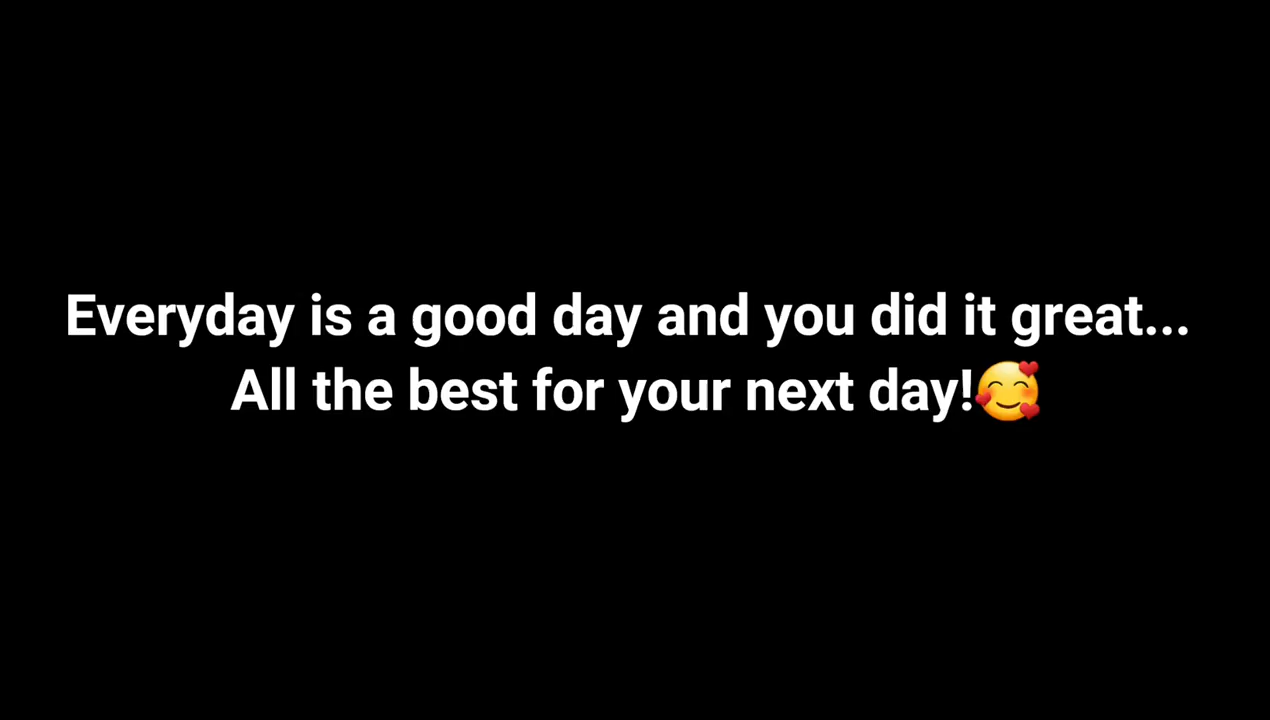 Everyday is a good day and you did it great...
All the best for your next day!🥰